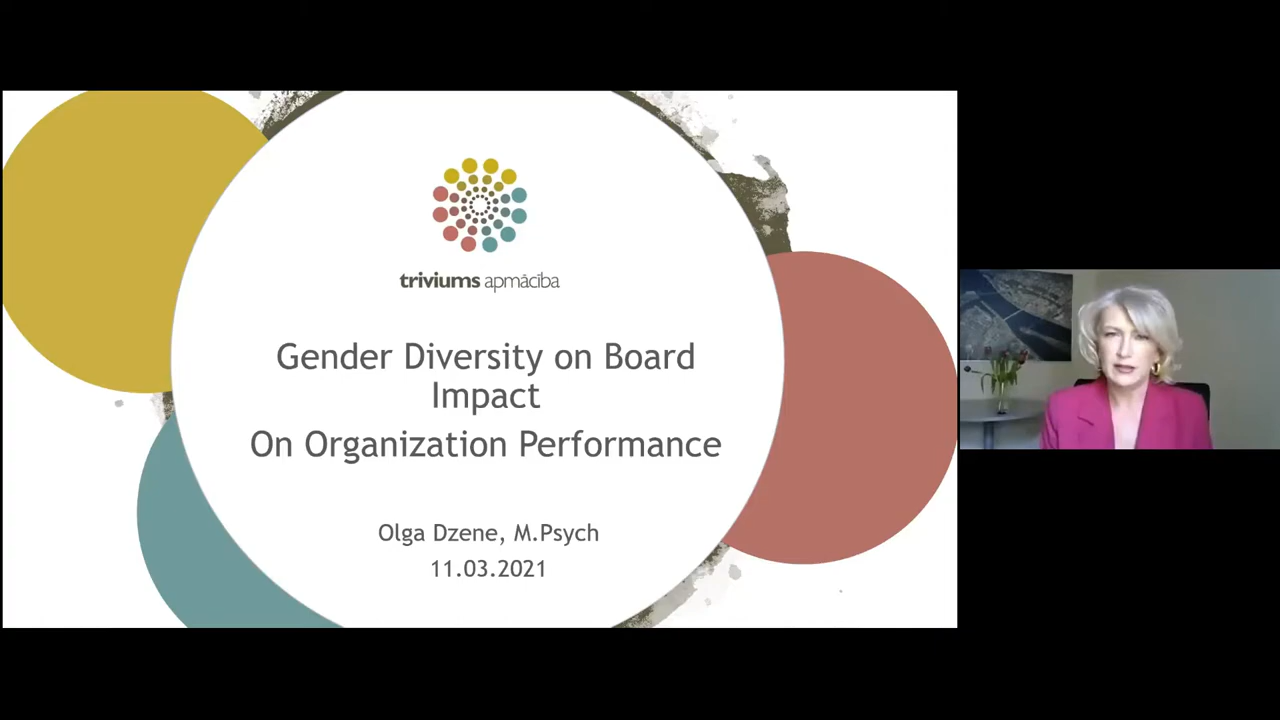 triviums apmācība
Gender Diversity on Board
Impact
On Organization Performance
Olga Dzene, M.Psych
11.03.2021